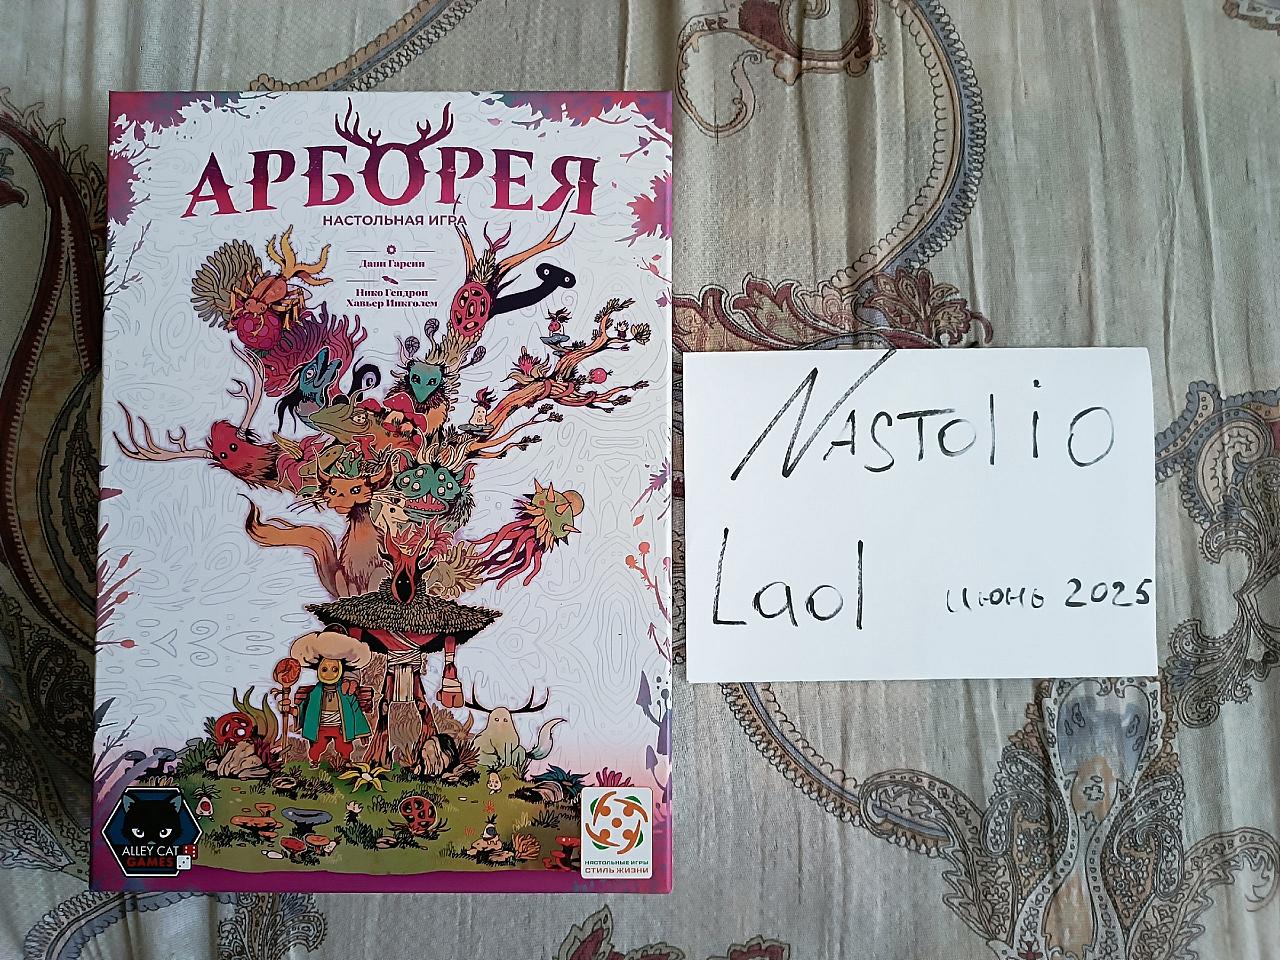 АРБОРЕЯ
НАСТОЛЬНАЯ ИГРА
Дани Гарсия
Нико Гендрон
Хавьер Инкголем
ALLEY CAT
GAMES
НАСТОЛЬНЫЕ ИГРЫ
СТИЛЬ ЖИЗНИ
NASTOlio
Laol
июнь 2025